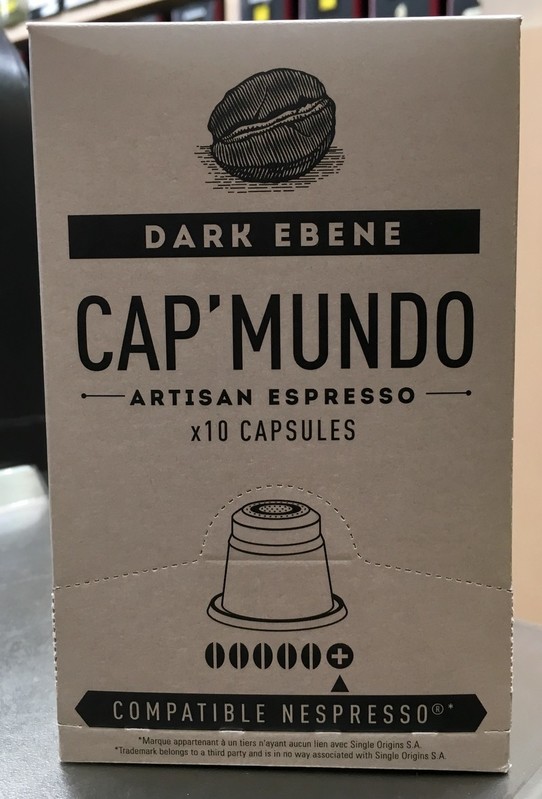 DARK EBENE
CAP'MUNDO
ARTISAN ESPRESSO
x10 CAPSULES
+
COMPATIBLE NESPRESSO®*
*Marque appartenant à un tiers n'ayant aucun lien avec Single Origins S.A.
*Trademark belongs to a third party and is in no way associated with Single Origins S.A.